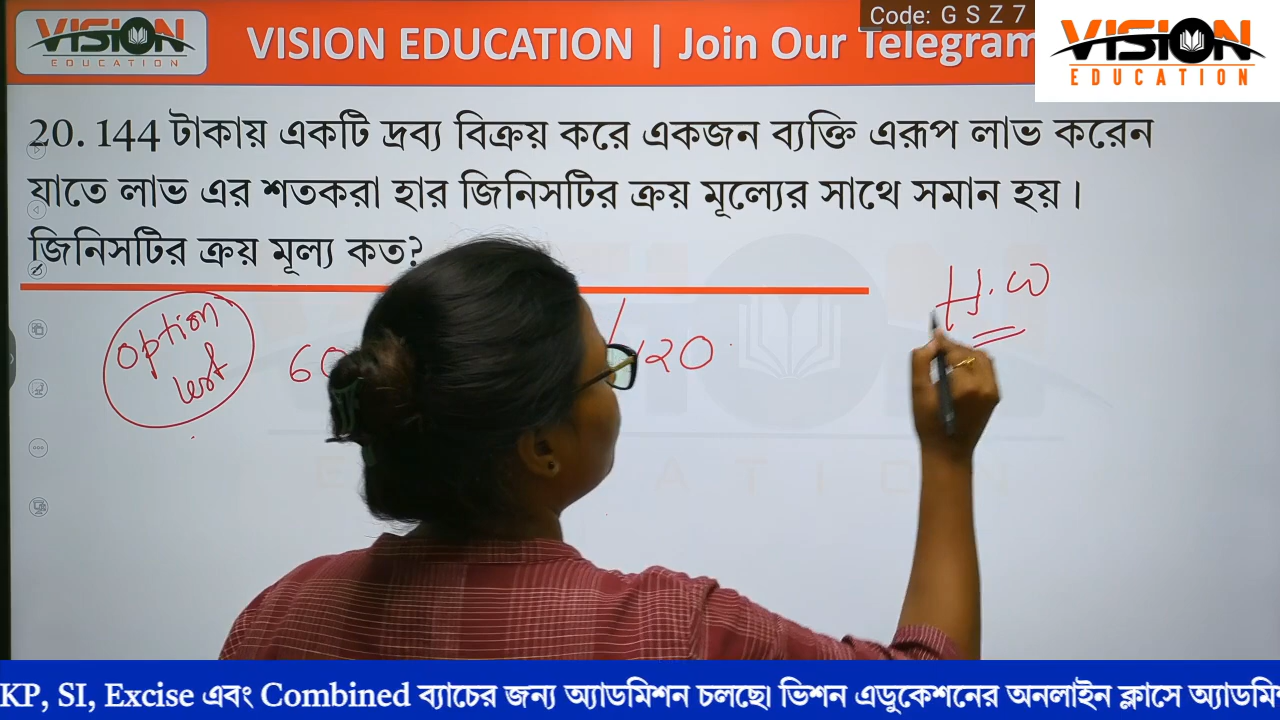 VISION
EDUCATION
VISION EDUCATION | Join Our Telegram
Code: G S Z 7
VISION
EDUCATION
20. 144 টাকায় একটি দ্রব্য বিক্রয় করে একজন ব্যক্তি এরূপ লাভ করেন
যাতে লাভ এর শতকরা হার জিনিসটির ক্রয় মূল্যের সাথে সমান হয়।
জিনিসটির ক্রয় মূল্য কত?
H.W
option
60
120
KP, SI, Excise এবং Combined ব্যাচের জন্য অ্যাডমিশন চলছে। ভিশন এডুকেশনের অনলাইন ক্লাসে